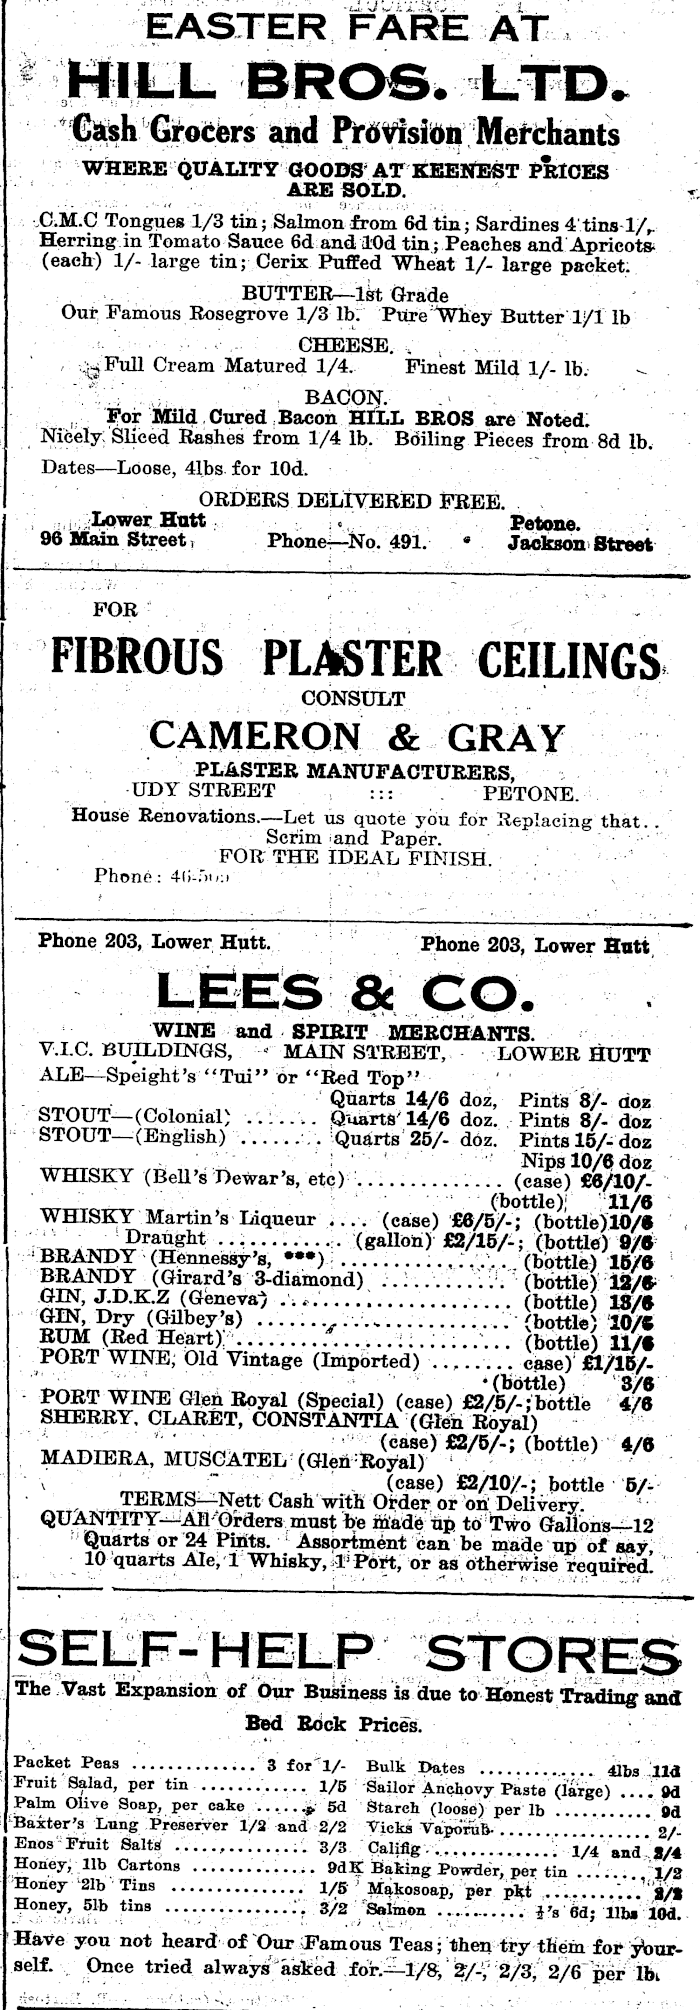 EASTER FARE AT
HILL BROS. LTD.
Cash Grocers and Provision Merchants
WHERE QUALITY GOODS AT KEENEST PRICES
ARE SOLD.
C.M.C Tongues 1/3 tin; Salmon from 6d tin; Sardines 4 tins 1/-
Herring in Tomato Sauce 6d and 10d tin; Peaches and Apricots
(each) 1/- large tin; Cerix Puffed Wheat 1/- large packet.
BUTTER—1st Grade
Our Famous Rosegrove 1/3 lb. Pure Whey Butter 1/1 lb
CHEESE.
Full Cream Matured 1/4. Finest Mild 1/- lb.
BACON.
For Mild Cured Bacon HILL BROS are Noted.
Nicely Sliced Rashes from 1/4 lb. Boiling Pieces from 8d lb.
Dates—Loose, 4lbs for 10d.
ORDERS DELIVERED FREE.
Lower Hutt Petone.
96 Main Street, Phone—No. 491. Jackson Street
FOR
FIBROUS PLASTER CEILINGS
CONSULT
CAMERON & GRAY
PLASTER MANUFACTURERS,
UDY STREET ::: PETONE.
House Renovations.—Let us quote you for Replacing that..
Scrim and Paper.
FOR THE IDEAL FINISH.
Phone:
Phone 203, Lower Hutt. Phone 203, Lower Hutt
LEES & CO.
WINE and SPIRIT MERCHANTS.
V.I.C. BUILDINGS, MAIN STREET, LOWER HUTT
ALE—Speight's "Tui" or "Red Top"
Quarts 14/6 doz, Pints 8/- doz
STOUT—(Colonial) ....... Quarts 14/6 doz. Pints 8/- doz
STOUT—(English) ....... Quarts 25/- doz. Pints 15/- doz
Nips 10/6 doz
WHISKY (Bell's Dewar's, etc) .............. (case) £6/10/-
(bottle) 11/6
WHISKY Martin's Liqueur .... (case) £6/5/-; (bottle) 10/6
Draught ........... (gallon) £2/15/-; (bottle) 9/6
BRANDY (Hennessy's, ***) .................. (bottle) 15/6
BRANDY (Girard's 3-diamond) ............ (bottle) 12/6
GIN, J.D.K.Z (Geneva) ...................... (bottle) 13/6
GIN, Dry (Gilbey's) ........................ (bottle) 10/6
RUM (Red Heart) .......................... (bottle) 11/6
PORT WINE, Old Vintage (Imported) ........ case) £1/15/-
(bottle) 3/6
PORT WINE Glen Royal (Special) (case) £2/5/-; bottle 4/6
SHERRY, CLARET, CONSTANTIA (Glen Royal)
(case) £2/5/-; (bottle) 4/6
MADIERA, MUSCATEL (Glen Royal)
(case) £2/10/-; bottle 5/-
TERMS—Nett Cash with Order or on Delivery.
QUANTITY—All Orders must be made up to Two Gallons—12
Quarts or 24 Pints. Assortment can be made up of say,
10 quarts Ale, 1 Whisky, 1 Port, or as otherwise required.
SELF-HELP STORES
The Vast Expansion of Our Business is due to Honest Trading and
Bed Rock Prices.
Packet Peas .............. 3 for 1/-
Fruit Salad, per tin ............ 1/5
Palm Olive Soap, per cake ...... 5d
Baxter's Lung Preserver 1/2 and 2/2
Enos Fruit Salts ............... 3/3
Honey, 1lb Cartons ............ 9d
Honey 2lb Tins ............... 1/5
Honey, 5lb tins ............... 3/2
Bulk Dates ............. 4lbs 11d
Sailor Anchovy Paste (large) .... 9d
Starch (loose) per lb ........... 9d
Vicks Vaporub .................. 2/-
Califig .............. 1/4 and 2/4
K Baking Powder, per tin ....... 1/2
Makosoap, per pkt ...........
Salmon .......... ½'s 6d; 1lbs 10d.
Have you not heard of Our Famous Teas; then try them for your-
self. Once tried always asked for.—1/8, 2/-, 2/3, 2/6 per lb.